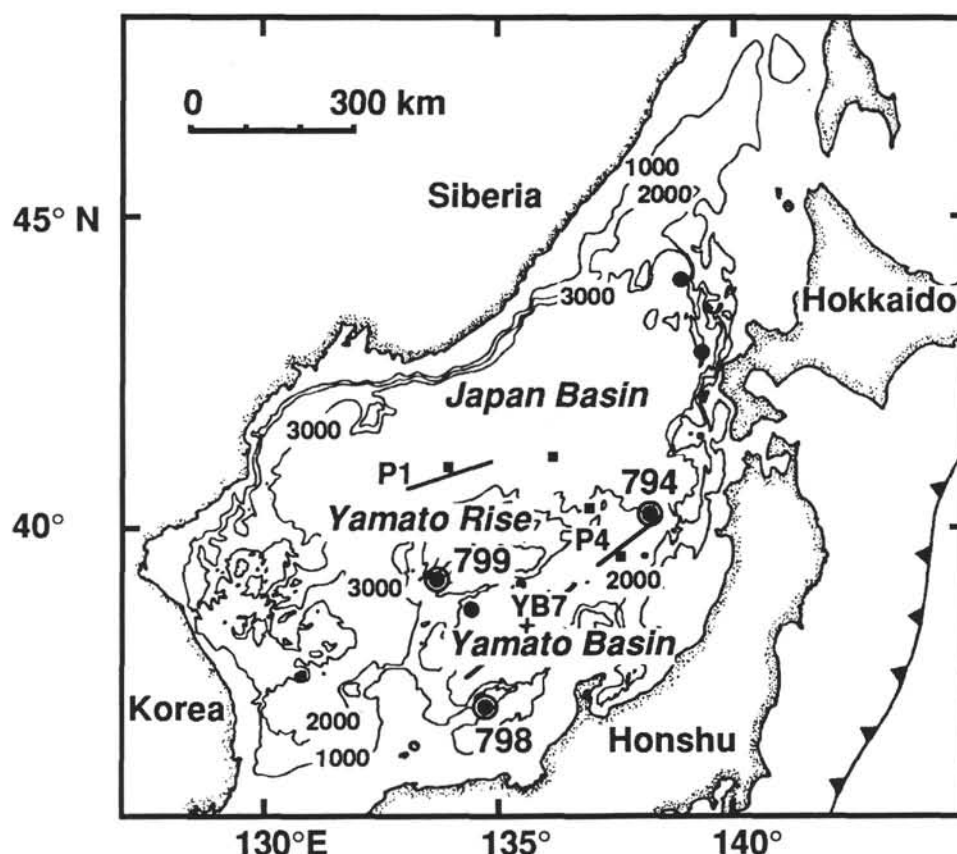 0 300 km
1000
2000
Siberia
45° N
3000
Hokkaido
Japan Basin
3000
P1
794
Yamato Rise
40°
P4
799
2000
3000
YB7
Yamato Basin
Korea
2000
798
Honshu
1000
130°E 135° 140°